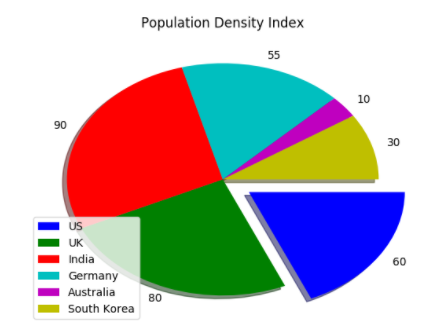 Population Density Index
55
10
90
30
60
80
US
UK
India
Germany
Australia
South Korea